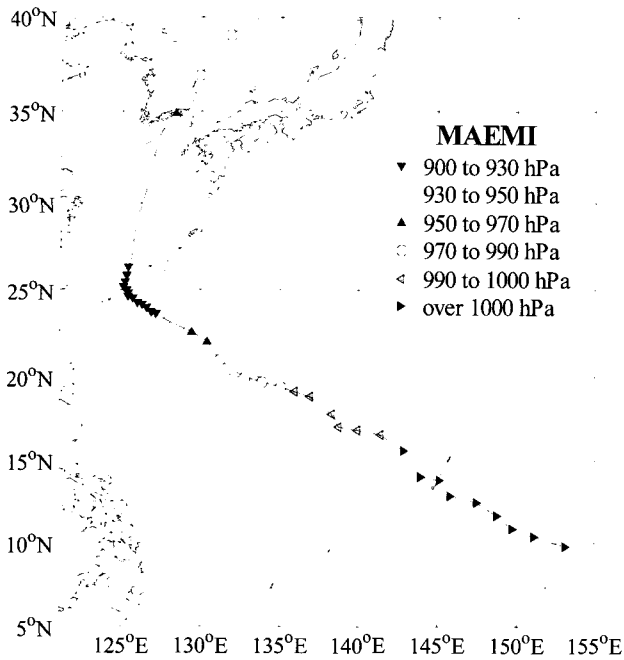 40°N
35°N
30°N
25°N
20°N
15°N
10°N
5°N
MAEMI
900 to 930 hPa
930 to 950 hPa
950 to 970 hPa
970 to 990 hPa
990 to 1000 hPa
over 1000 hPa
125°E 130°E 135°E 140°E 145°E 150°E 155°E